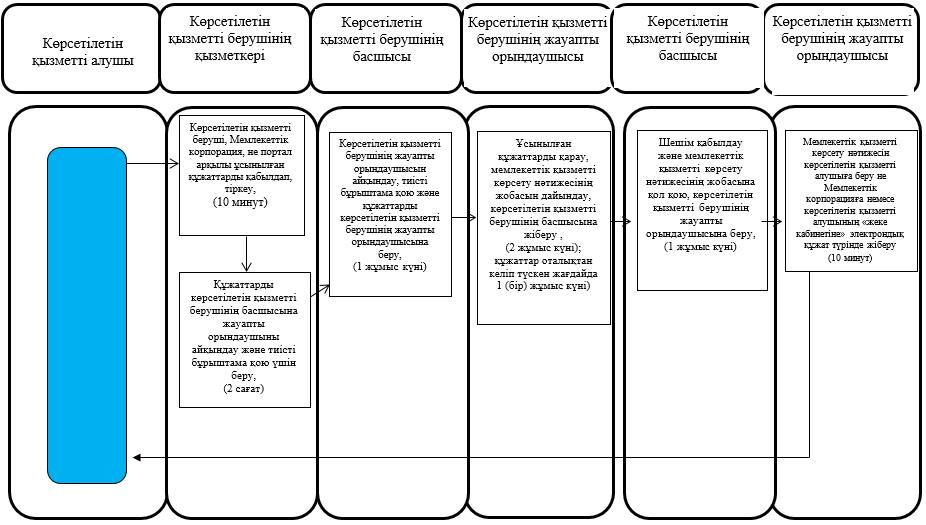 Көрсетілетін
қызметті алушы
Көрсетілетін
қызметті берушінің
қызметкері
Көрсетілетін
қызметті берушінің
басшысы
Көрсетілетін қызметті
берушінің жауапты
орындаушысы
Көрсетілетін
қызметті берушінің
басшысы
Көрсетілетін қызметті
берушінің жауапты
орындаушысы
Көрсетілетін қызметті
беруші, Мемлекеттік
корпорация, не портал
арқылы ұсынылған
құжаттарды қабылдап,
тіркеу,
(10 минут)
Құжаттарды
көрсетілетін қызметті
берушінің басшысына
жауапты
орындаушыны
айқындау және тиісті
бұрыштама қою үшін
беру,
(2 сағат)
Көрсетілетін қызметті
берушінің жауапты
орындаушысын
айқындау, тиісті
бұрыштама қою және
құжаттарды
көрсетілетін қызметті
берушінің жауапты
орындаушысына
беру,
(1 жұмыс күні)
Ұсынылған
құжаттарды қарау,
мемлекеттік қызметті
көрсету нәтижесінің
жобасын дайындау,
көрсетілетін қызметті
берушінің басшысына
жіберу ,
(2 жұмыс күні);
құжаттар оталықтан
келіп түскен жағдайда
1 (бір) жұмыс күні)
Шешім қабылдау
және мемлекеттік
қызметті көрсету
нәтижесінің жобасына
қол қою, көрсетілетін
қызметті берушінің
жауапты
орындаушысына беру,
(1 жұмыс күні)
Мемлекеттік қызметті
көрсету нәтижесін
көрсетілетін қызметті
алушыға беру не
Мемлекеттік
корпорацияға немесе
көрсетілетін қызметті
алушының «жеке
кабинетіне» электрондық
құжат түрінде жіберу
(10 минут)